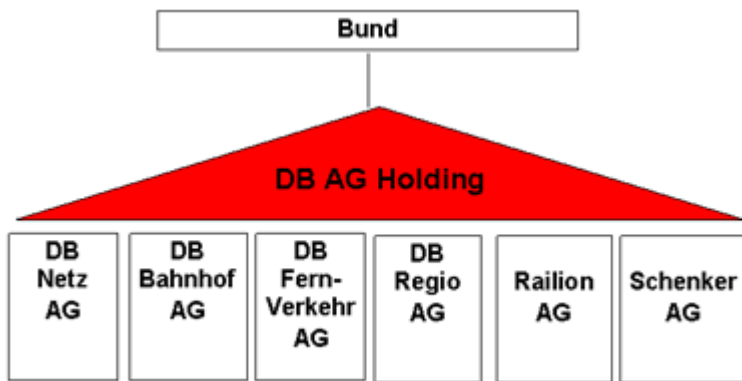 Bund
DB AG Holding
DB
Netz
AG
DB
Bahnhof
AG
DB
Fern-
Verkehr
AG
DB
Regio
AG
Railion
AG
Schenker
AG